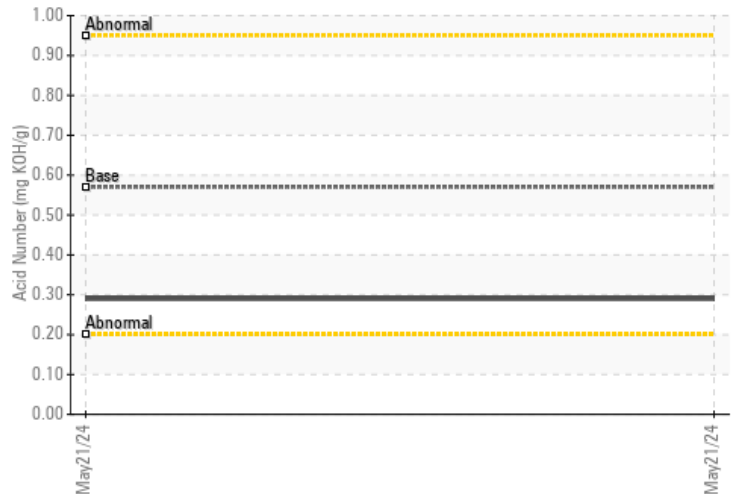 1.00
Abnormal
0.90
0.80
0.70
0.60
Base
0.50
0.40
0.30
Abnormal
0.20
0.10
0.00
Acid Number (mg KOH/g)
May21/24
May21/24